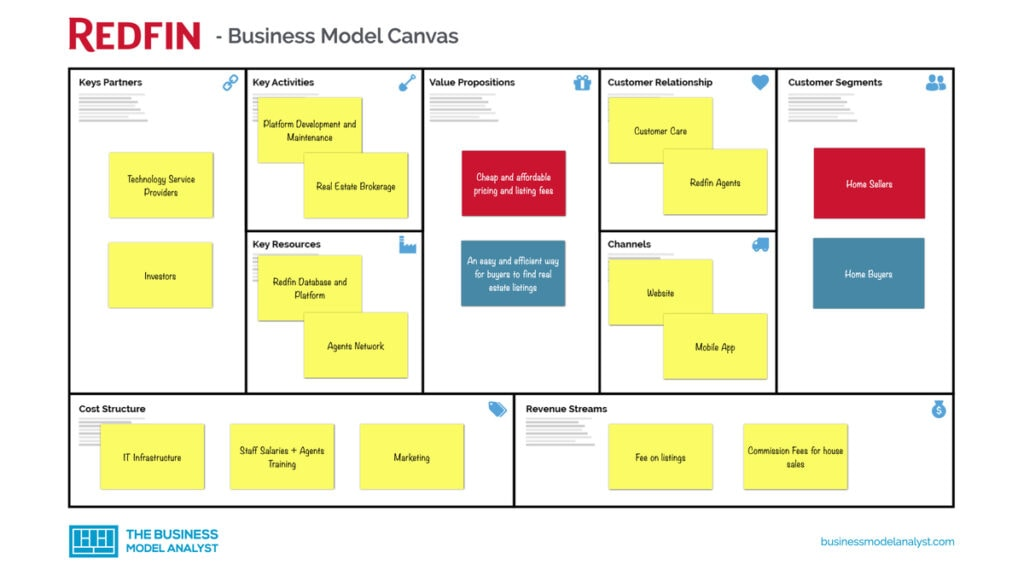 REDFIN - Business Model Canvas
Keys Partners
Technology Service
Providers
Investors
Key Activities
Platform Development and
Maintenance
Real Estate Brokerage
Key Resources
Redfin Database and
Platform
Agents Network
Value Propositions
Cheap and affordable
pricing and listing fees
An easy and efficient way
for buyers to find real
estate listings
Customer Relationship
Customer Care
Redfin Agents
Channels
Website
Mobile App
Customer Segments
Home Sellers
Home Buyers
Cost Structure
IT Infrastructure
Staff Salaries + Agents
Training
Marketing
Revenue Streams
$
Fee on listings
Commission Fees for house
sales
THE BUSINESS
MODEL ANALYST
businessmodelanalyst.com